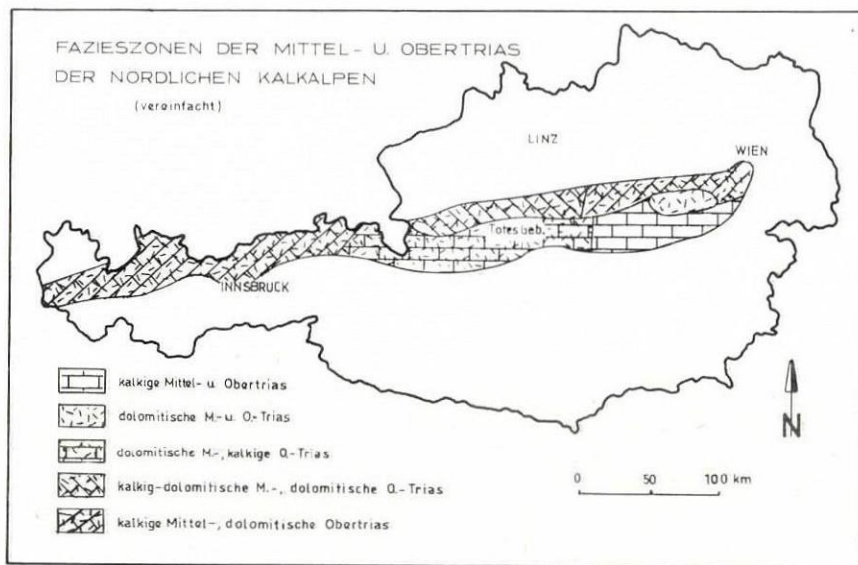 FAZIESZONEN DER MITTEL- U. OBERTRIAS
DER NÖRDLICHEN KALKALPEN
(vereinfacht)
LINZ
WIEN
Totes Geb.
INNSBRUCK
kalkige Mittel- u. Obertrias
dolomitische M.- u. O.-Trias
dolomitische M.-, kalkige O.-Trias
kalkig-dolomitische M.-, dolomitische O.-Trias
kalkige Mittel-, dolomitische Obertrias
N
0 50 100 km